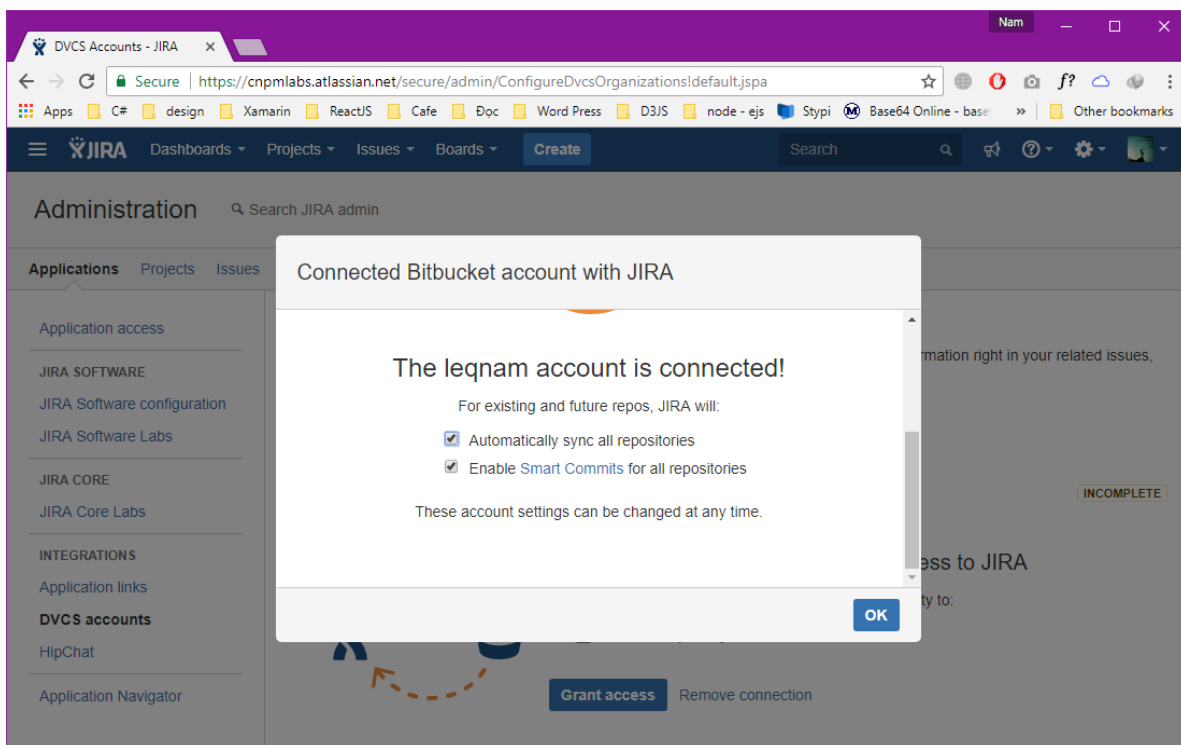 Nam
DVCS Accounts - JIRA
Secure | https://cnpmlabs.atlassian.net/secure/admin/ConfigureDvcsOrganizations!default.jspa
f?
Apps C# design Xamarin ReactJS Cafe Đọc Word Press D3JS node - ejs Stypi Base64 Online - base » Other bookmarks
JIRA Dashboards Projects Issues Boards Create Search
Administration Search JIRA admin
Applications Projects Issues
Connected Bitbucket account with JIRA
Application access
rmation right in your related issues,
The leqnam account is connected!
JIRA SOFTWARE
For existing and future repos, JIRA will:
JIRA Software configuration
Automatically sync all repositories
JIRA Software Labs
Enable Smart Commits for all repositories
JIRA CORE
INCOMPLETE
JIRA Core Labs
These account settings can be changed at any time.
INTEGRATIONS
ess to JIRA
Application links
ty to:
DVCS accounts
OK
HipChat
Application Navigator
Grant access Remove connection